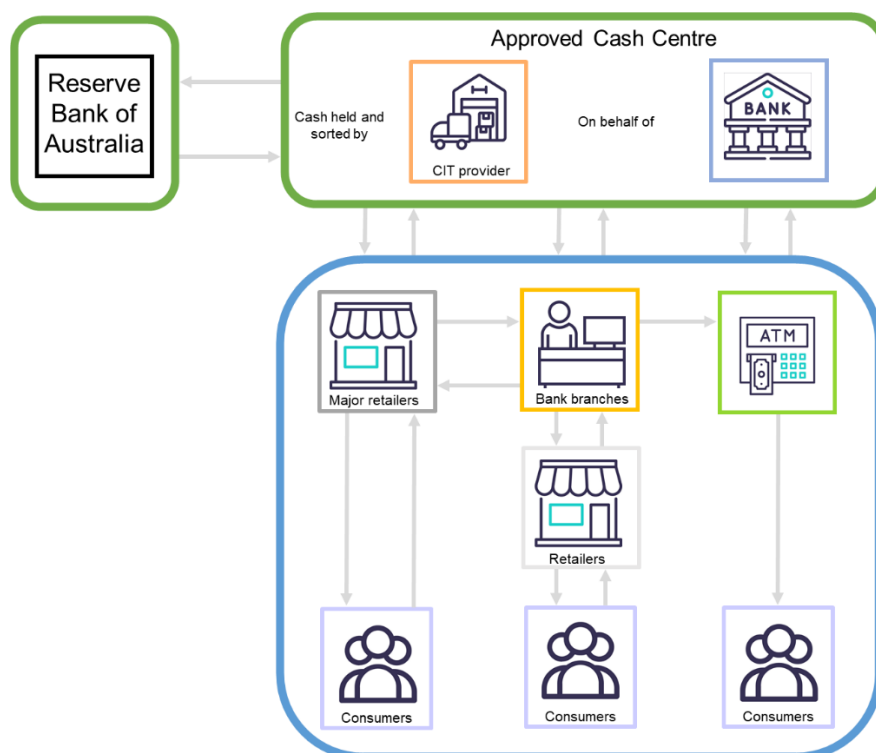 Approved Cash Centre
Reserve
Bank of
Australia
Cash held and
sorted by
On behalf of
BANK
CIT provider
ATM
Major retailers
Bank branches
Retailers
Consumers
Consumers
Consumers